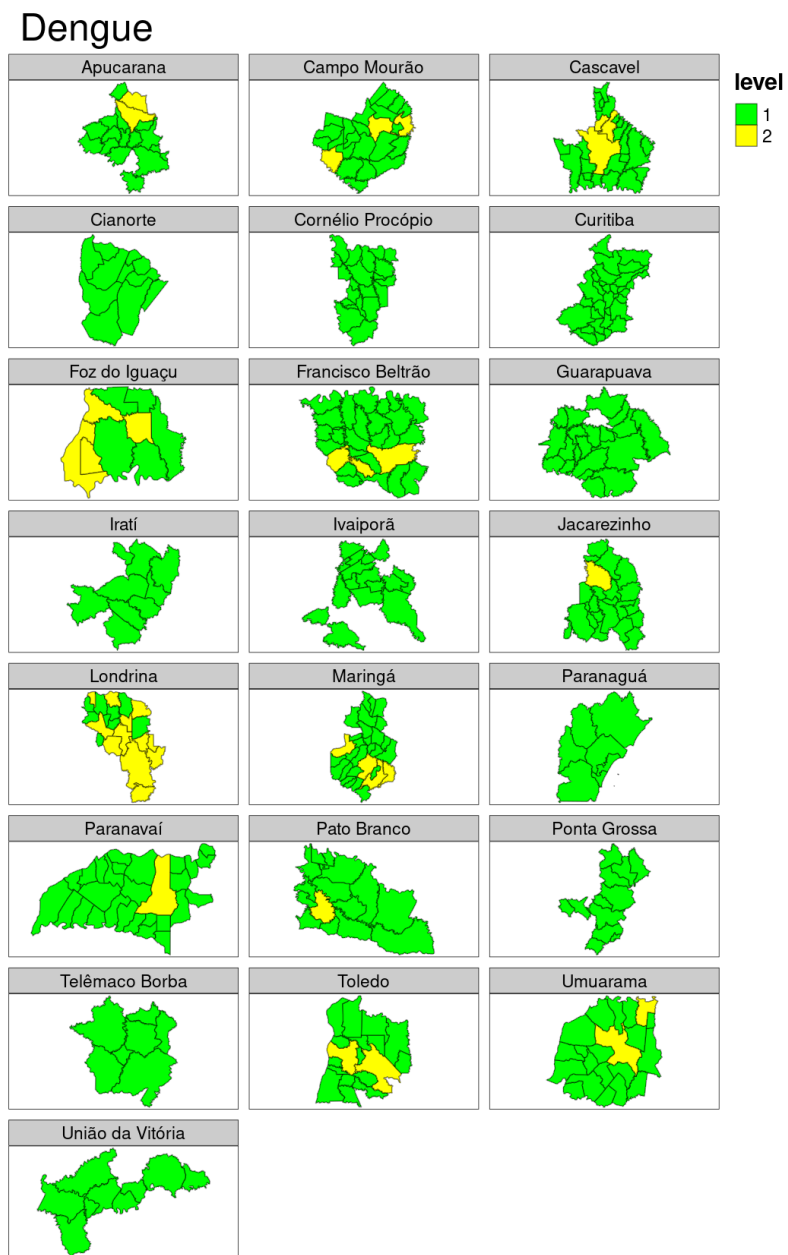 Dengue
Apucarana
Campo Mourão
Cascavel
level
1
2
Cianorte
Cornélio Procópio
Curitiba
Foz do Iguaçu
Francisco Beltrão
Guarapuava
Iratí
Ivaiporã
Jacarezinho
Londrina
Maringá
Paranaguá
Paranavaí
Pato Branco
Ponta Grossa
Telêmaco Borba
Toledo
Umuarama
União da Vitória